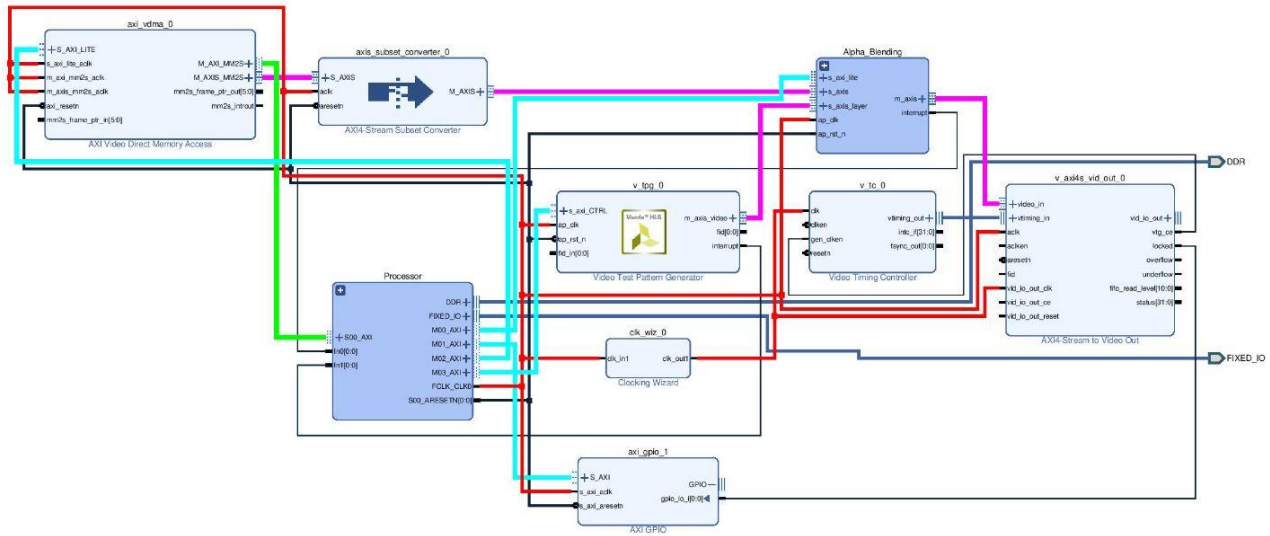 axi_vdma_0
S_AXI_LITE
s_axi_lite_aclk
m_axi_mm2s_aclk
m_axis_mm2s_aclk
axi_resetn
mm2s_frame_ptr_in[5:0]
M_AXI_MM2S
M_AXIS_MM2S
mm2s_frame_ptr_out[5:0]
mm2s_introut
AXI Video Direct Memory Access
axis_subset_converter_0
S_AXIS
aclk
aresetn
M_AXIS
AXI4-Stream Subset Converter
Alpha_Blending
s_axi_lite
s_axis
s_axis_layer
ap_clk
ap_rst_n
m_axis
interrupt
DDR
v_tpg_0
s_axi_CTRL
ap_clk
ap_rst_n
fid_in[0:0]
Vivado™ HLS
m_axis_video
fid[0:0]
interrupt
Video Test Pattern Generator
v_tc_0
clk
clken
gen_clken
resetn
vtiming_out
intc_if[31:0]
fsync_out[0:0]
Video Timing Controller
v_axi4s_vid_out_0
video_in
vtiming_in
aclk
aclken
aresetn
fid
vid_io_out_clk
vid_io_out_ce
vid_io_out_reset
vid_io_out
vtg_ce
locked
overflow
underflow
fifo_read_level[10:0]
status[31:0]
AXI4-Stream to Video Out
Processor
S00_AXI
In0[0:0]
In1[0:0]
DDR
FIXED_IO
M00_AXI
M01_AXI
M02_AXI
M03_AXI
FCLK_CLK0
S00_ARESETN[0:0]
clk_wiz_0
clk_in1
clk_out1
Clocking Wizard
FIXED_IO
axi_gpio_1
S_AXI
s_axi_aclk
s_axi_aresetn
GPIO
gpio_io_i[0:0]
AXI GPIO